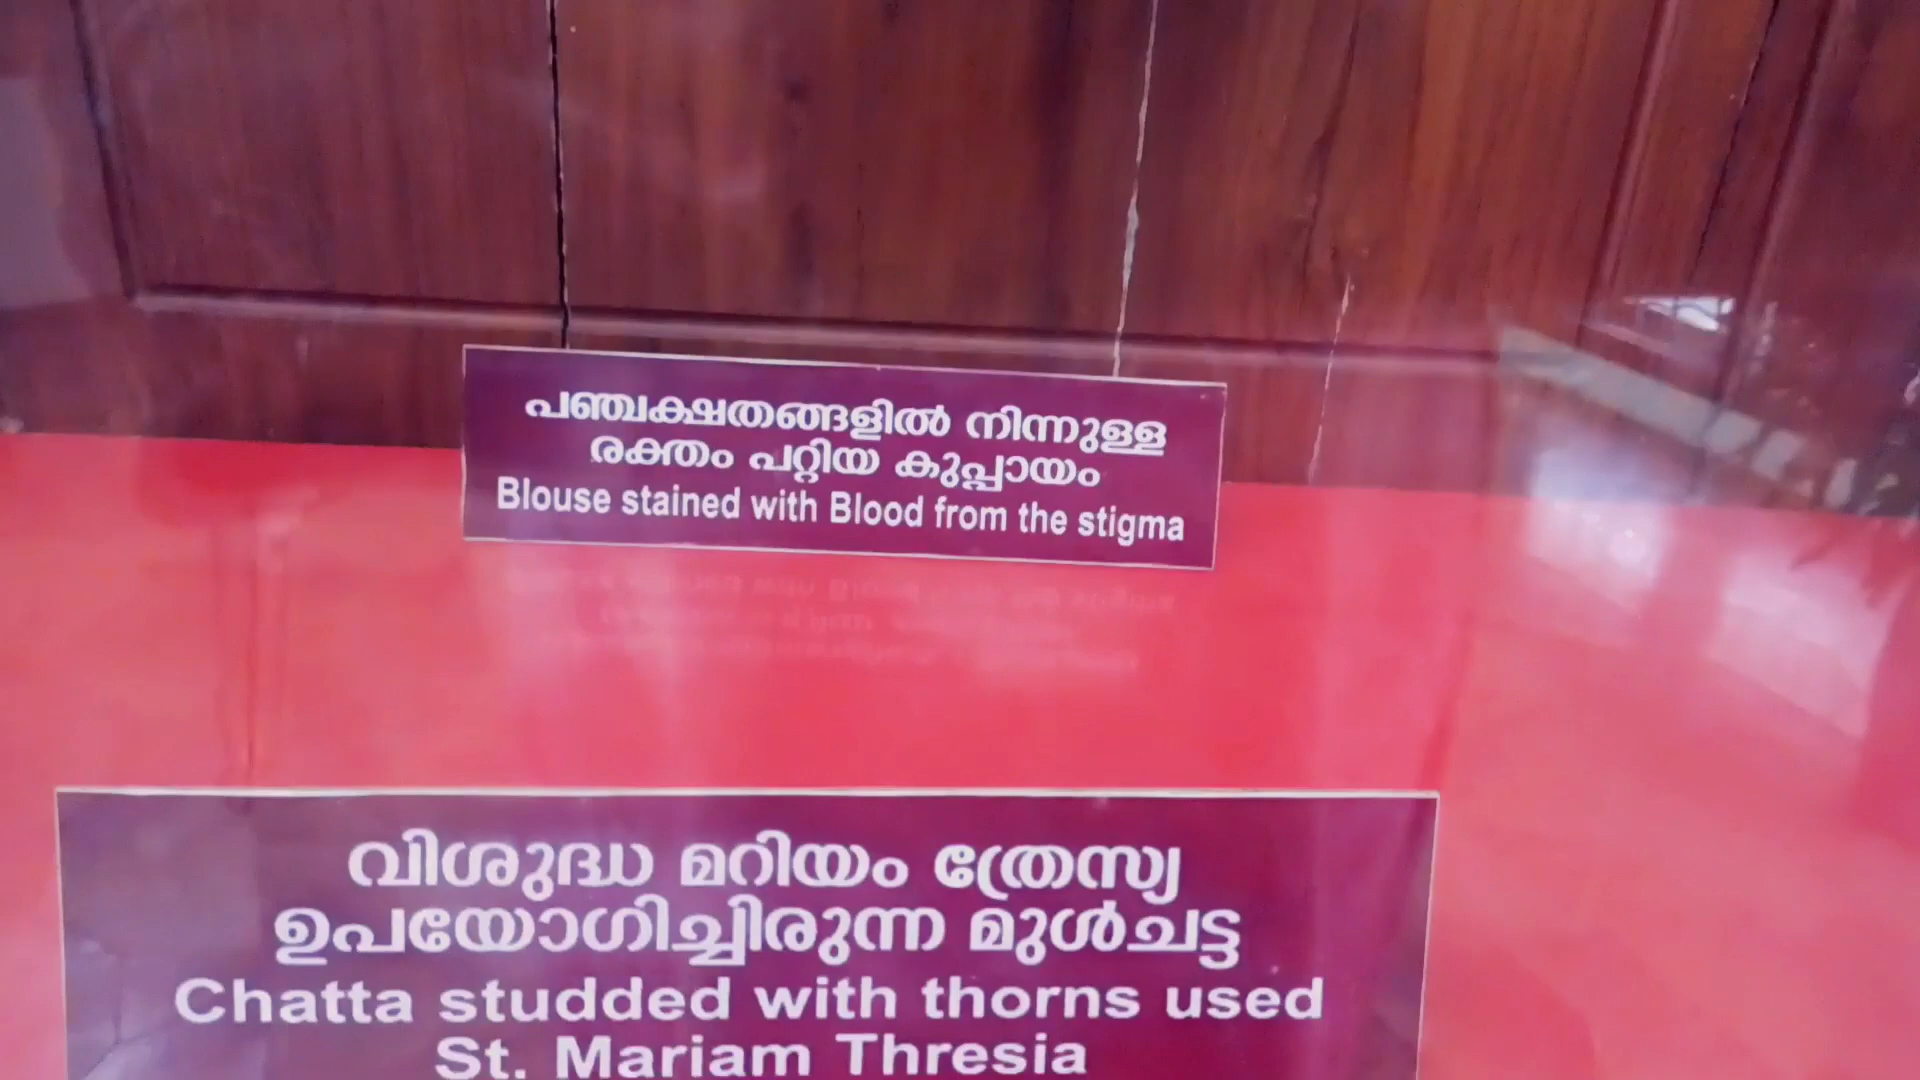 പഞ്ചക്ഷതങ്ങളിൽ നിന്നുള്ള
രക്തം പറ്റിയ കുപ്പായം
Blouse stained with Blood from the stigma
വിശുദ്ധ മറിയം ത്രേസ്യ
ഉപയോഗിച്ചിരുന്ന മുൾചട്ട
Chatta studded with thorns used
St. Mariam Thresia